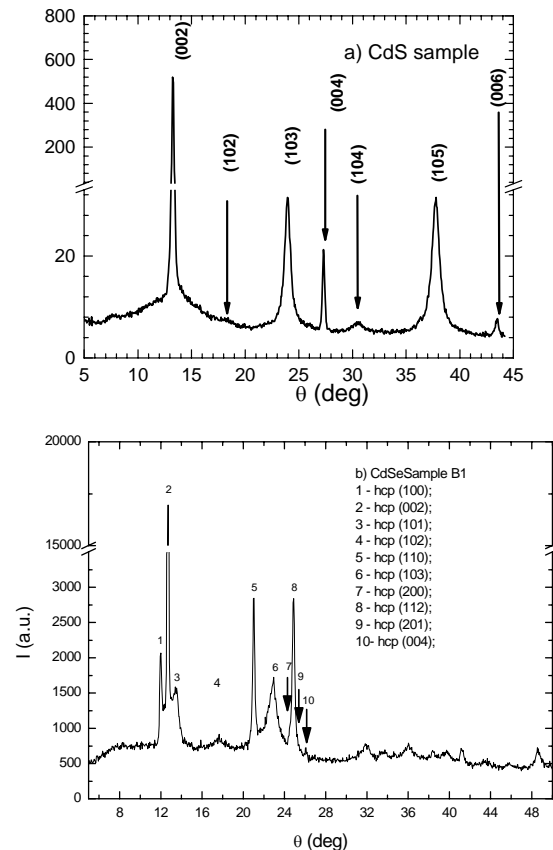 800
600
400
200
20
0
5 10 15 20 25 30 35 40 45
θ (deg)
a) CdS sample
(002)
(102)
(103)
(004)
(104)
(105)
(006)
20000
15000
3000
2500
2000
1500
1000
500
0
I (a.u.)
8 12 16 20 24 28 32 36 40 44 48
θ (deg)
b) CdSeSample B1
1 - hcp (100);
2 - hcp (002);
3 - hcp (101);
4 - hcp (102);
5 - hcp (110);
6 - hcp (103);
7 - hcp (200);
8 - hcp (112);
9 - hcp (201);
10- hcp (004);
1
2
3
4
5
6
7
8
9
10